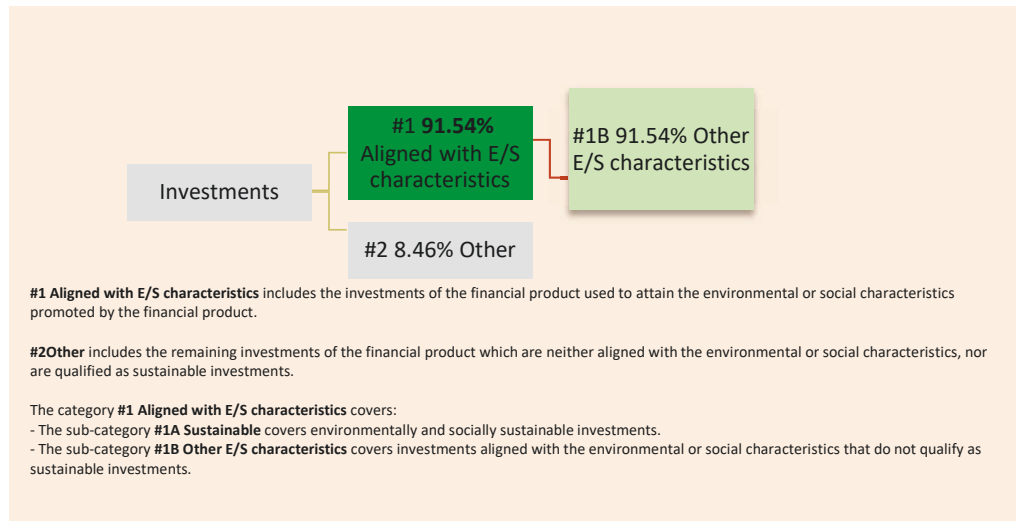 #1 91.54%
Aligned with E/S
characteristics
#1B 91.54% Other
E/S characteristics
Investments
#2 8.46% Other
#1 Aligned with E/S characteristics includes the investments of the financial product used to attain the environmental or social characteristics
promoted by the financial product.
#2Other includes the remaining investments of the financial product which are neither aligned with the environmental or social characteristics, nor
are qualified as sustainable investments.
The category #1 Aligned with E/S characteristics covers:
- The sub-category #1A Sustainable covers environmentally and socially sustainable investments.
- The sub-category #1B Other E/S characteristics covers investments aligned with the environmental or social characteristics that do not qualify as
sustainable investments.